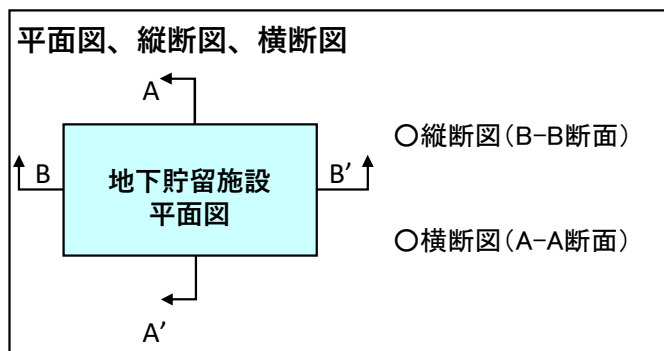 平面図、縦断図、横断図
A
B
地下貯留施設
平面図
B’
A’
○縦断図(B-B断面)
○横断図(A-A断面)